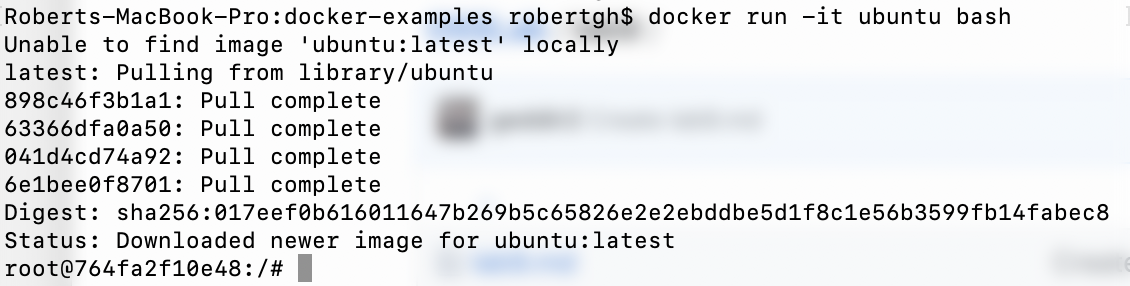 Roberts-MacBook-Pro:docker-examples robertgh$ docker run -it ubuntu bash
Unable to find image 'ubuntu:latest' locally
latest: Pulling from library/ubuntu
898c46f3b1a1: Pull complete
63366dfa0a50: Pull complete
041d4cd74a92: Pull complete
6e1bee0f8701: Pull complete
Digest: sha256:017eef0b616011647b269b5c65826e2e2ebddbe5d1f8c1e56b3599fb14fabec8
Status: Downloaded newer image for ubuntu:latest
root@764fa2f10e48:/#